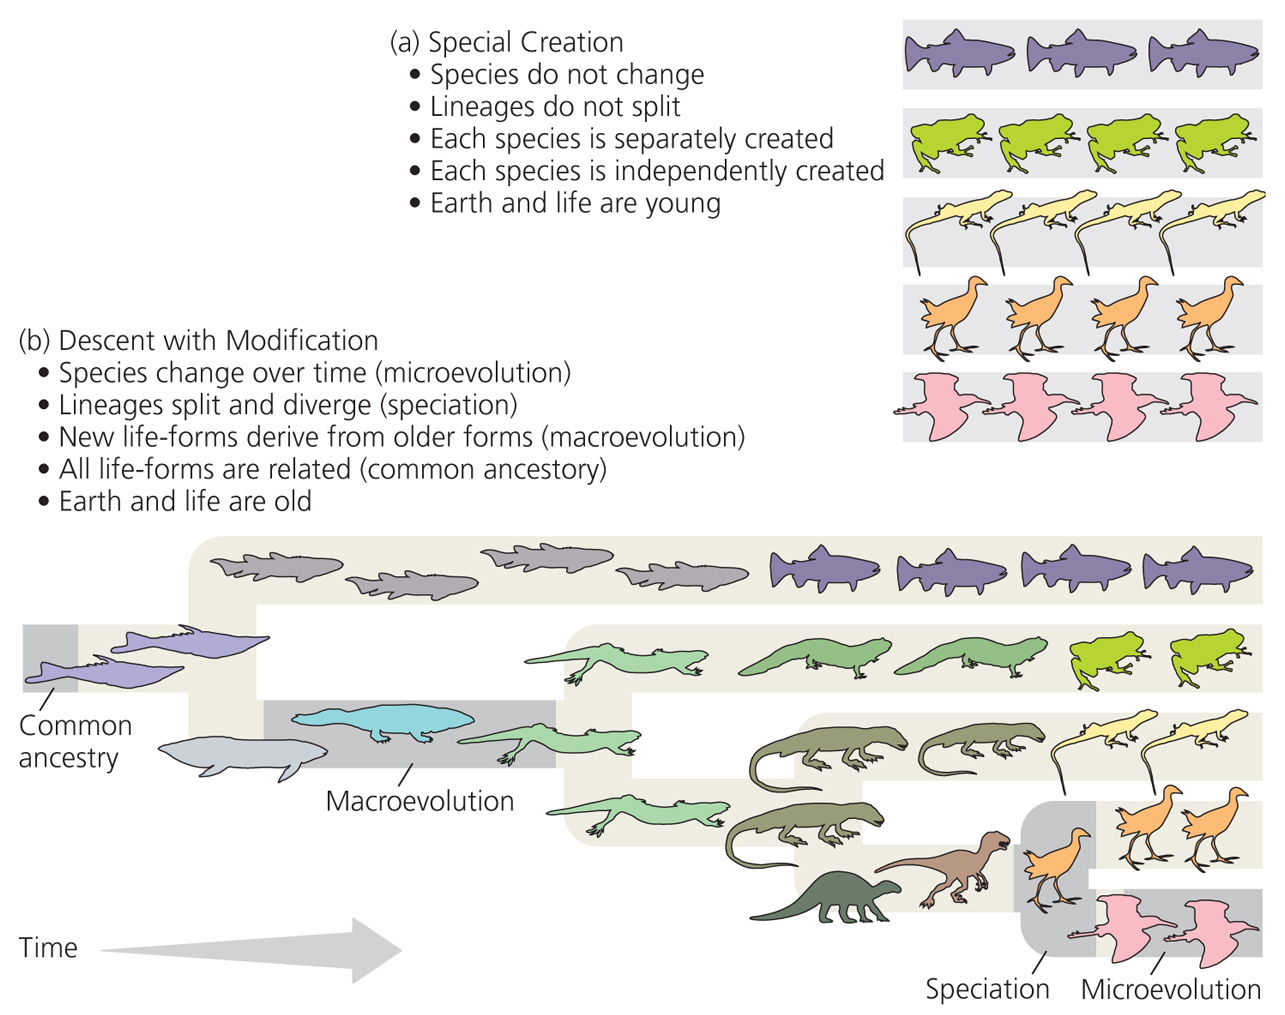 (a) Special Creation
• Species do not change
• Lineages do not split
• Each species is separately created
• Each species is independently created
• Earth and life are young
(b) Descent with Modification
• Species change over time (microevolution)
• Lineages split and diverge (speciation)
• New life-forms derive from older forms (macroevolution)
• All life-forms are related (common ancestory)
• Earth and life are old
Common
ancestry
Macroevolution
Time
Speciation
Microevolution